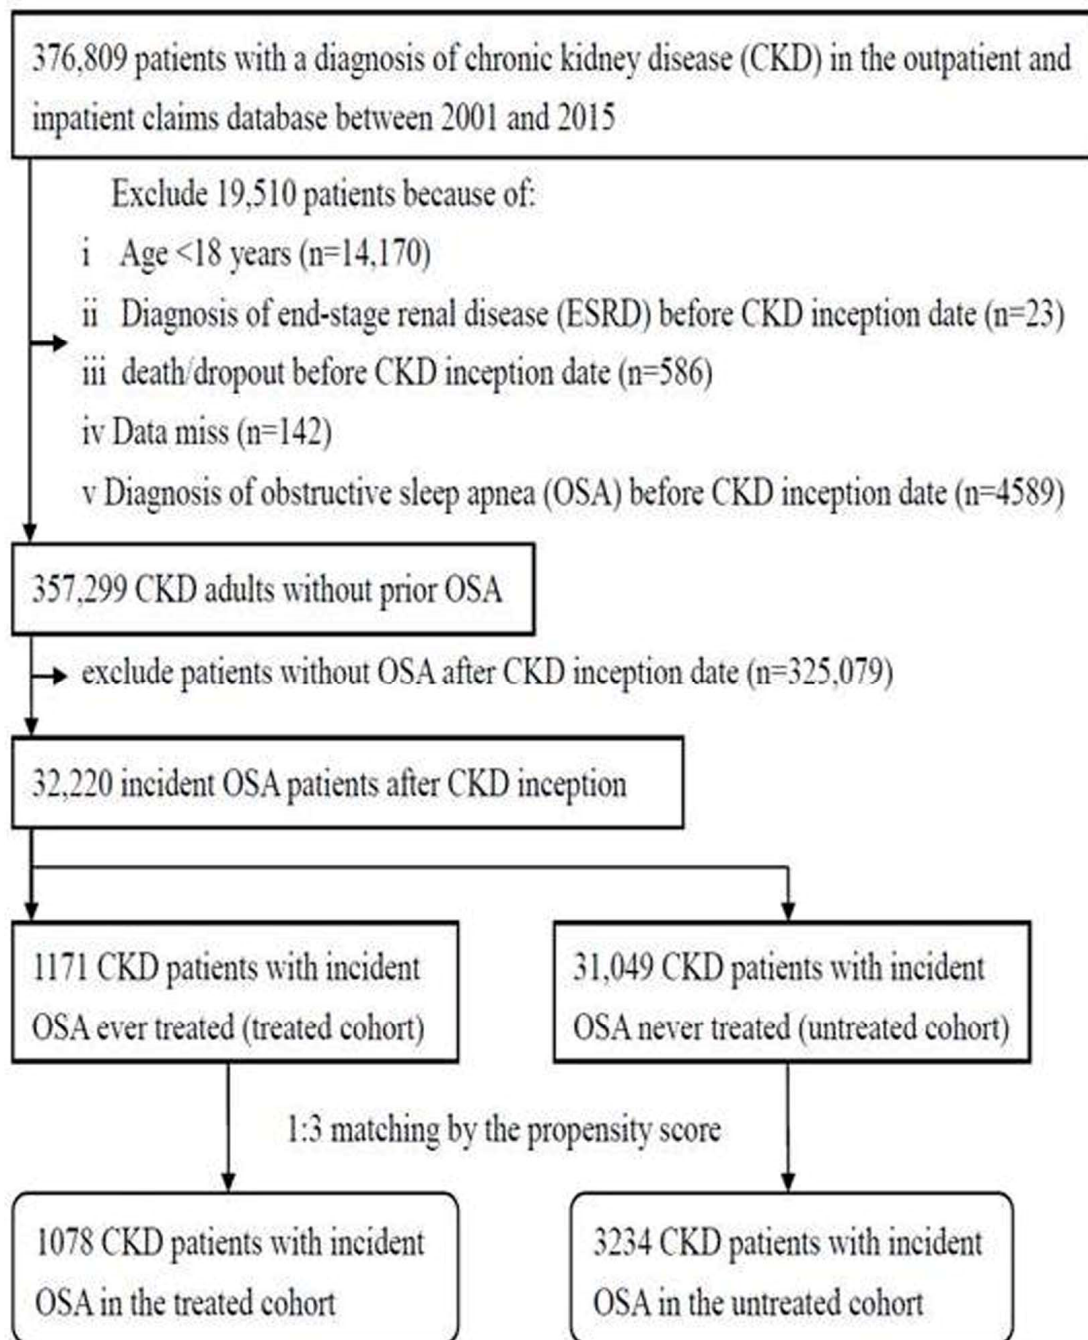 376,809 patients with a diagnosis of chronic kidney disease (CKD) in the outpatient and
inpatient claims database between 2001 and 2015
Exclude 19,510 patients because of:
i Age <18 years (n=14,170)
ii Diagnosis of end-stage renal disease (ESRD) before CKD inception date (n=23)
iii death/dropout before CKD inception date (n=586)
iv Data miss (n=142)
v Diagnosis of obstructive sleep apnea (OSA) before CKD inception date (n=4589)
357,299 CKD adults without prior OSA
exclude patients without OSA after CKD inception date (n=325,079)
32,220 incident OSA patients after CKD inception
1171 CKD patients with incident
OSA ever treated (treated cohort)
31,049 CKD patients with incident
OSA never treated (untreated cohort)
1:3 matching by the propensity score
1078 CKD patients with incident
OSA in the treated cohort
3234 CKD patients with incident
OSA in the untreated cohort